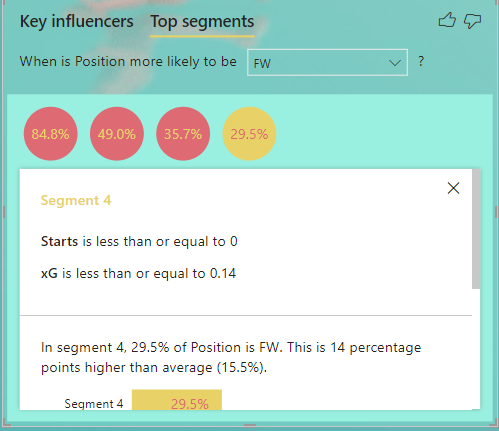 Key influencers Top segments
When is Position more likely to be FW ?
84.8% 49.0% 35.7% 29.5%
Segment 4
Starts is less than or equal to 0
xG is less than or equal to 0.14
In segment 4, 29.5% of Position is FW. This is 14 percentage
points higher than average (15.5%).
Segment 4 29.5%